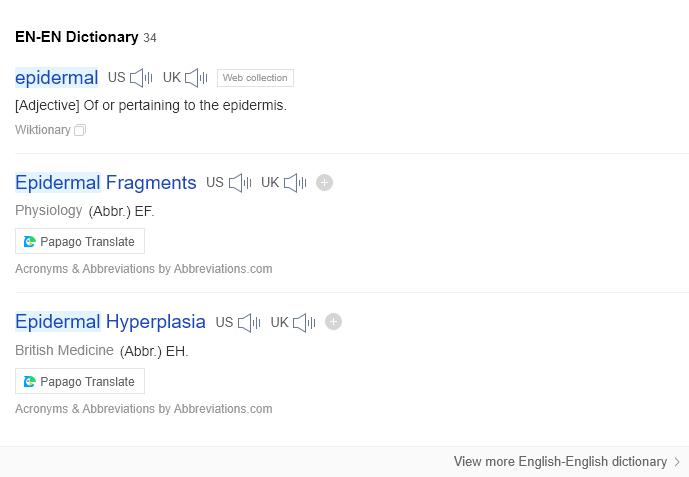 EN-EN Dictionary 34
epidermal US UK Web collection
[Adjective] Of or pertaining to the epidermis.
Wiktionary
Epidermal Fragments US UK
Physiology (Abbr.) EF.
Papago Translate
Acronyms & Abbreviations by Abbreviations.com
Epidermal Hyperplasia US UK
British Medicine (Abbr.) EH.
Papago Translate
Acronyms & Abbreviations by Abbreviations.com
View more English-English dictionary